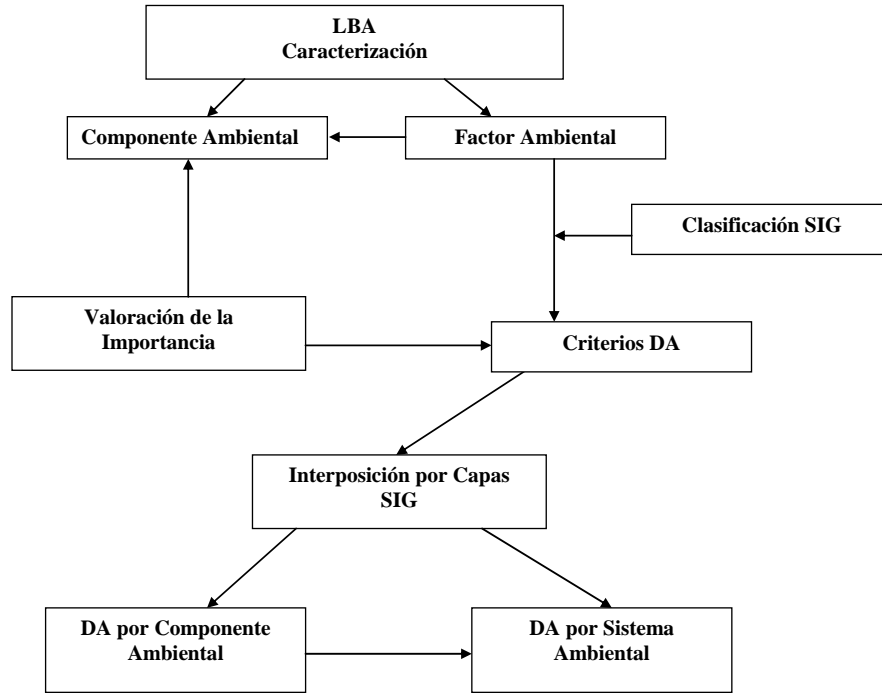 LBA
Caracterización
Componente Ambiental
Factor Ambiental
Clasificación SIG
Valoración de la
Importancia
Criterios DA
Interposición por Capas
SIG
DA por Componente
Ambiental
DA por Sistema
Ambiental